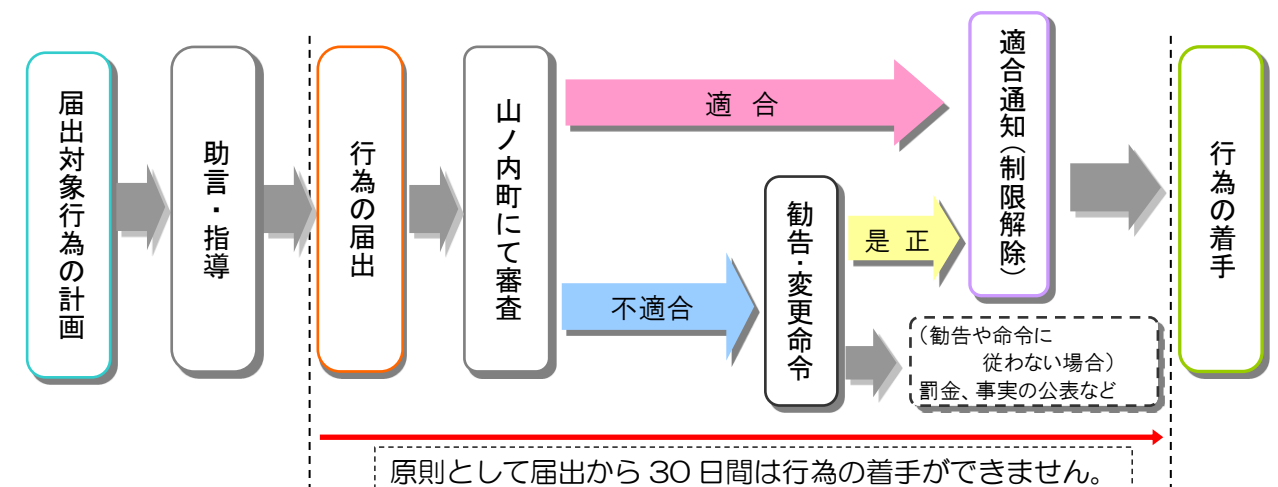 届出対象行為の計画
助言・指導
行為の届出
山ノ内町にて審査
適 合
不適合
勧告・変更命令
是 正
(勧告や命令に
従わない場合)
罰金、事実の公表など
適合通知(制限解除)
行為の着手
原則として届出から 30 日間は行為の着手ができません。